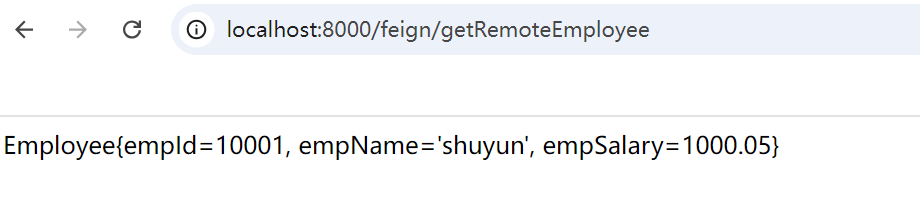 localhost:8000/feign/getRemoteEmployee
Employee{empId=10001, empName='shuyun', empSalary=1000.05}